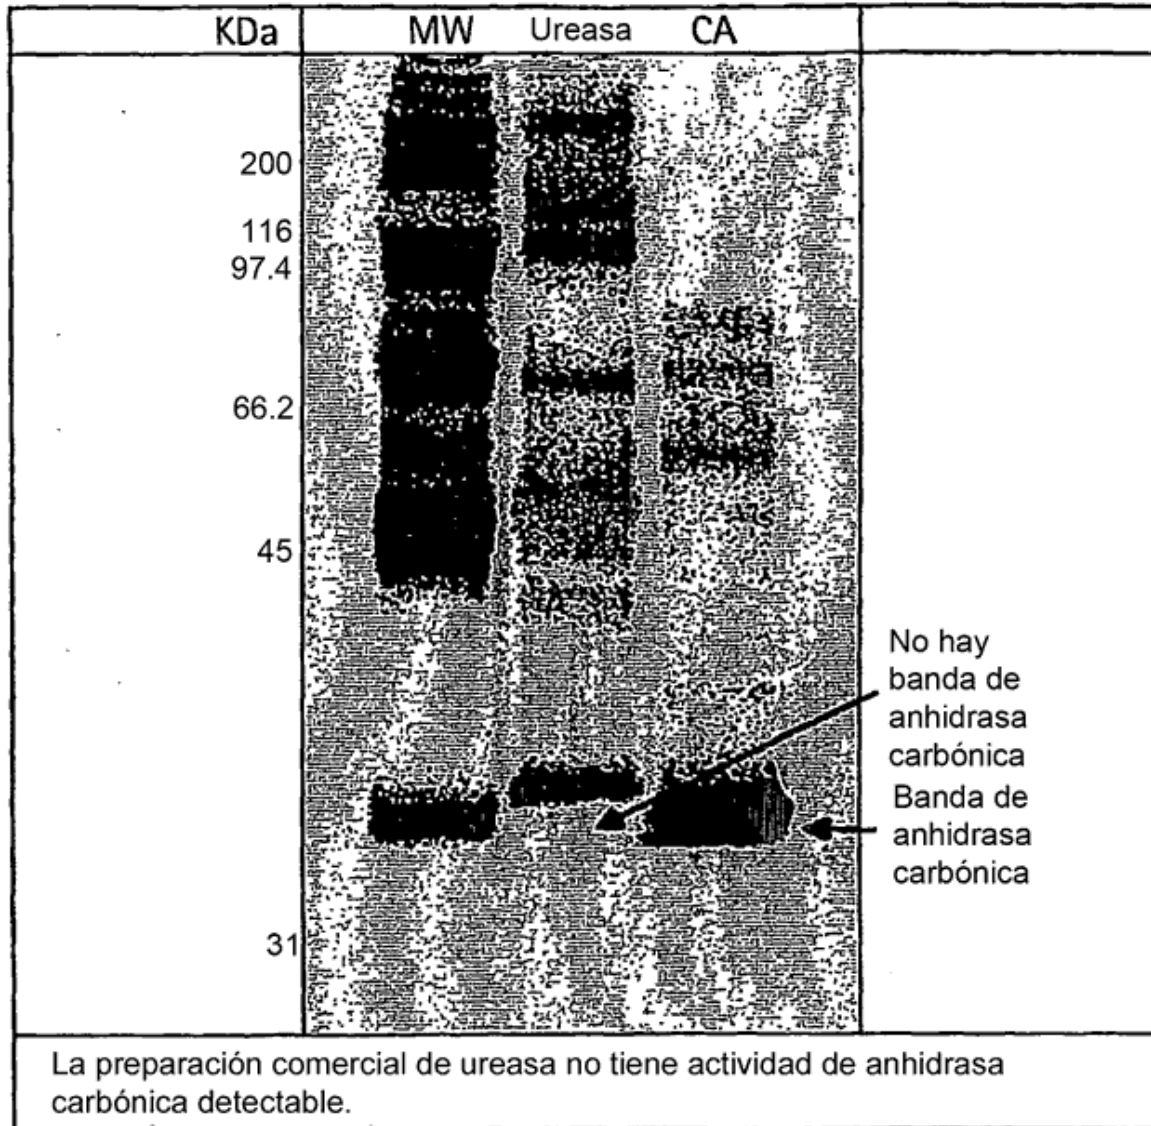 KDa MW Ureasa CA
200
116
97.4
66.2
45
31
No hay
banda de
anhidrasa
carbónica
Banda de
anhidrasa
carbónica
La preparación comercial de ureasa no tiene actividad de anhidrasa
carbónica detectable.